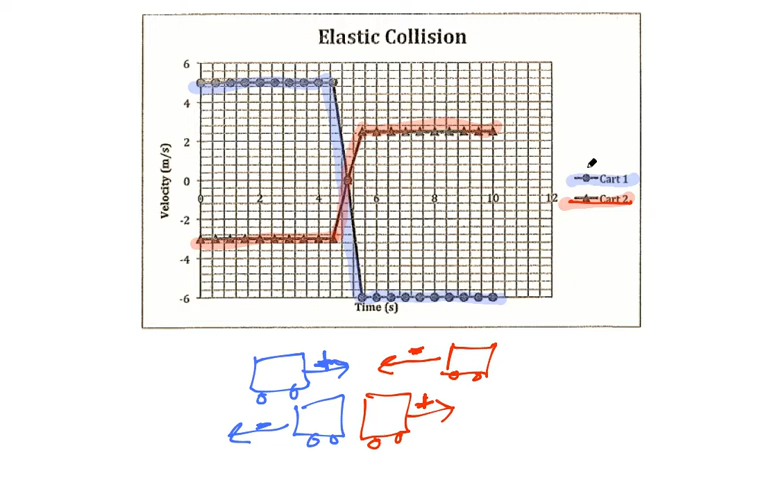 Elastic Collision
6
4
2
0
-2
-4
-6
0 2 4 6 8 10 12
Velocity (m/s)
Time (s)
Cart 1
Cart 2
+ -
- +